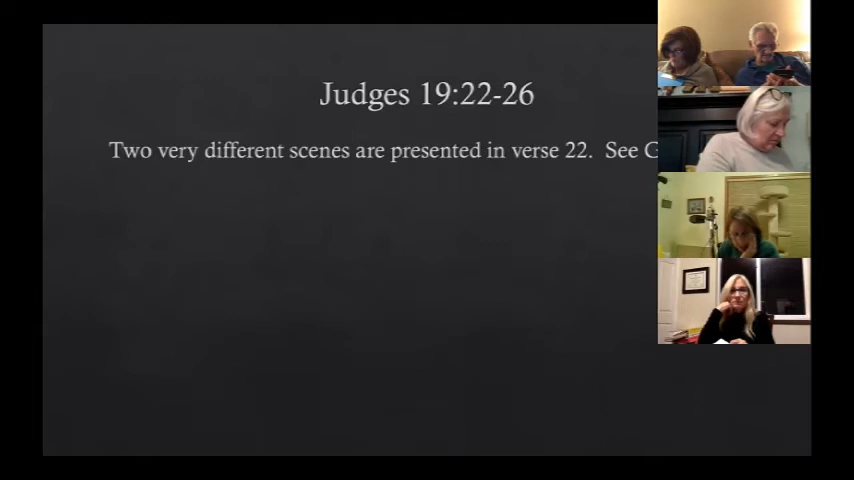 Judges 19:22-26
Two very different scenes are presented in verse 22. See